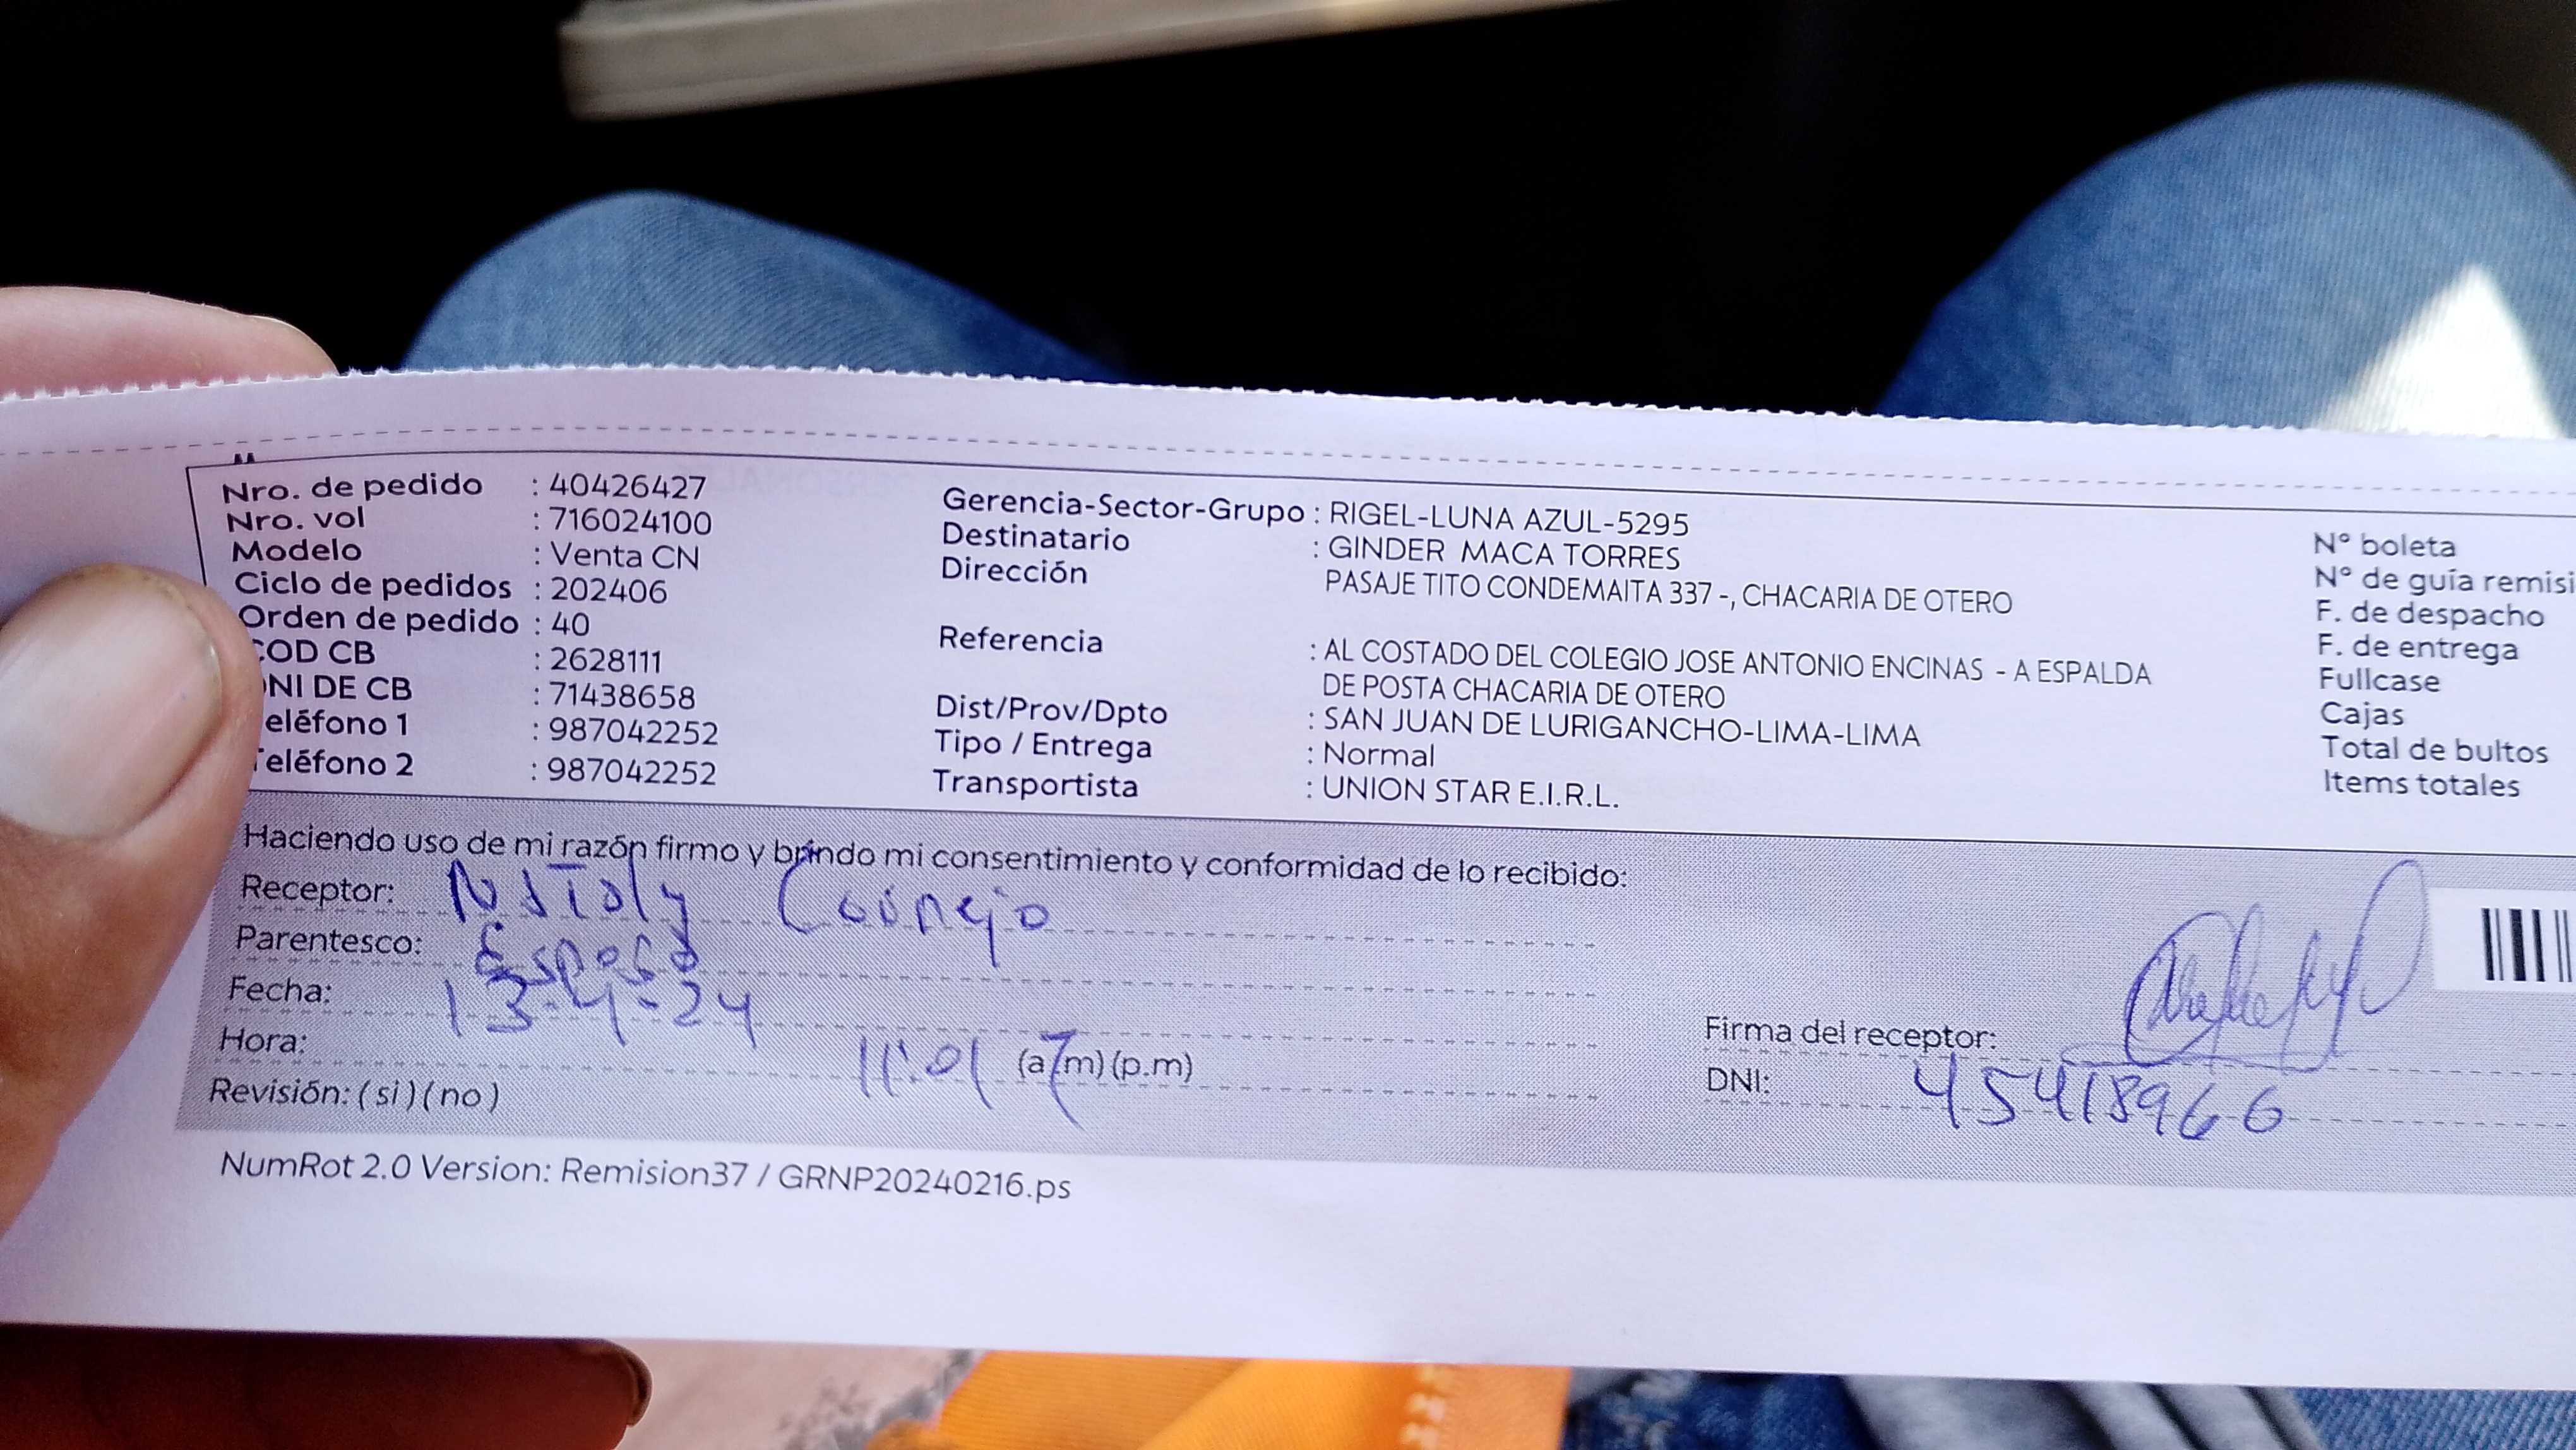 Nro. de pedido : 40426427
Nro. vol : 716024100
Modelo : Venta CN
Ciclo de pedidos : 202406
Orden de pedido : 40
COD CB : 2628111
DNI DE CB : 71438658
Teléfono 1 : 987042252
Teléfono 2 : 987042252
Gerencia-Sector-Grupo : RIGEL-LUNA AZUL-5295
Destinatario : GINDER MACA TORRES
Dirección PASAJE TITO CONDEMAITA 337 -, CHACARIA DE OTERO
Referencia : AL COSTADO DEL COLEGIO JOSE ANTONIO ENCINAS - A ESPALDA
DE POSTA CHACARIA DE OTERO
Dist/Prov/Dpto : SAN JUAN DE LURIGANCHO-LIMA-LIMA
Tipo / Entrega : Normal
Transportista : UNION STAR E.I.R.L.
N° boleta
N° de guía remisi
F. de despacho
F. de entrega
Fullcase
Cajas
Total de bultos
Items totales
Haciendo uso de mi razón firmo y brindo mi consentimiento y conformidad de lo recibido:
Receptor: Nataly Cornejo
Parentesco: Esposa
Fecha: 13-4-24
Hora: 11:01 (a.m) (p.m)
Revisión: ( si ) ( no )
Firma del receptor:
DNI: 45418966
NumRot 2.0 Version: Remision37 / GRNP20240216.ps